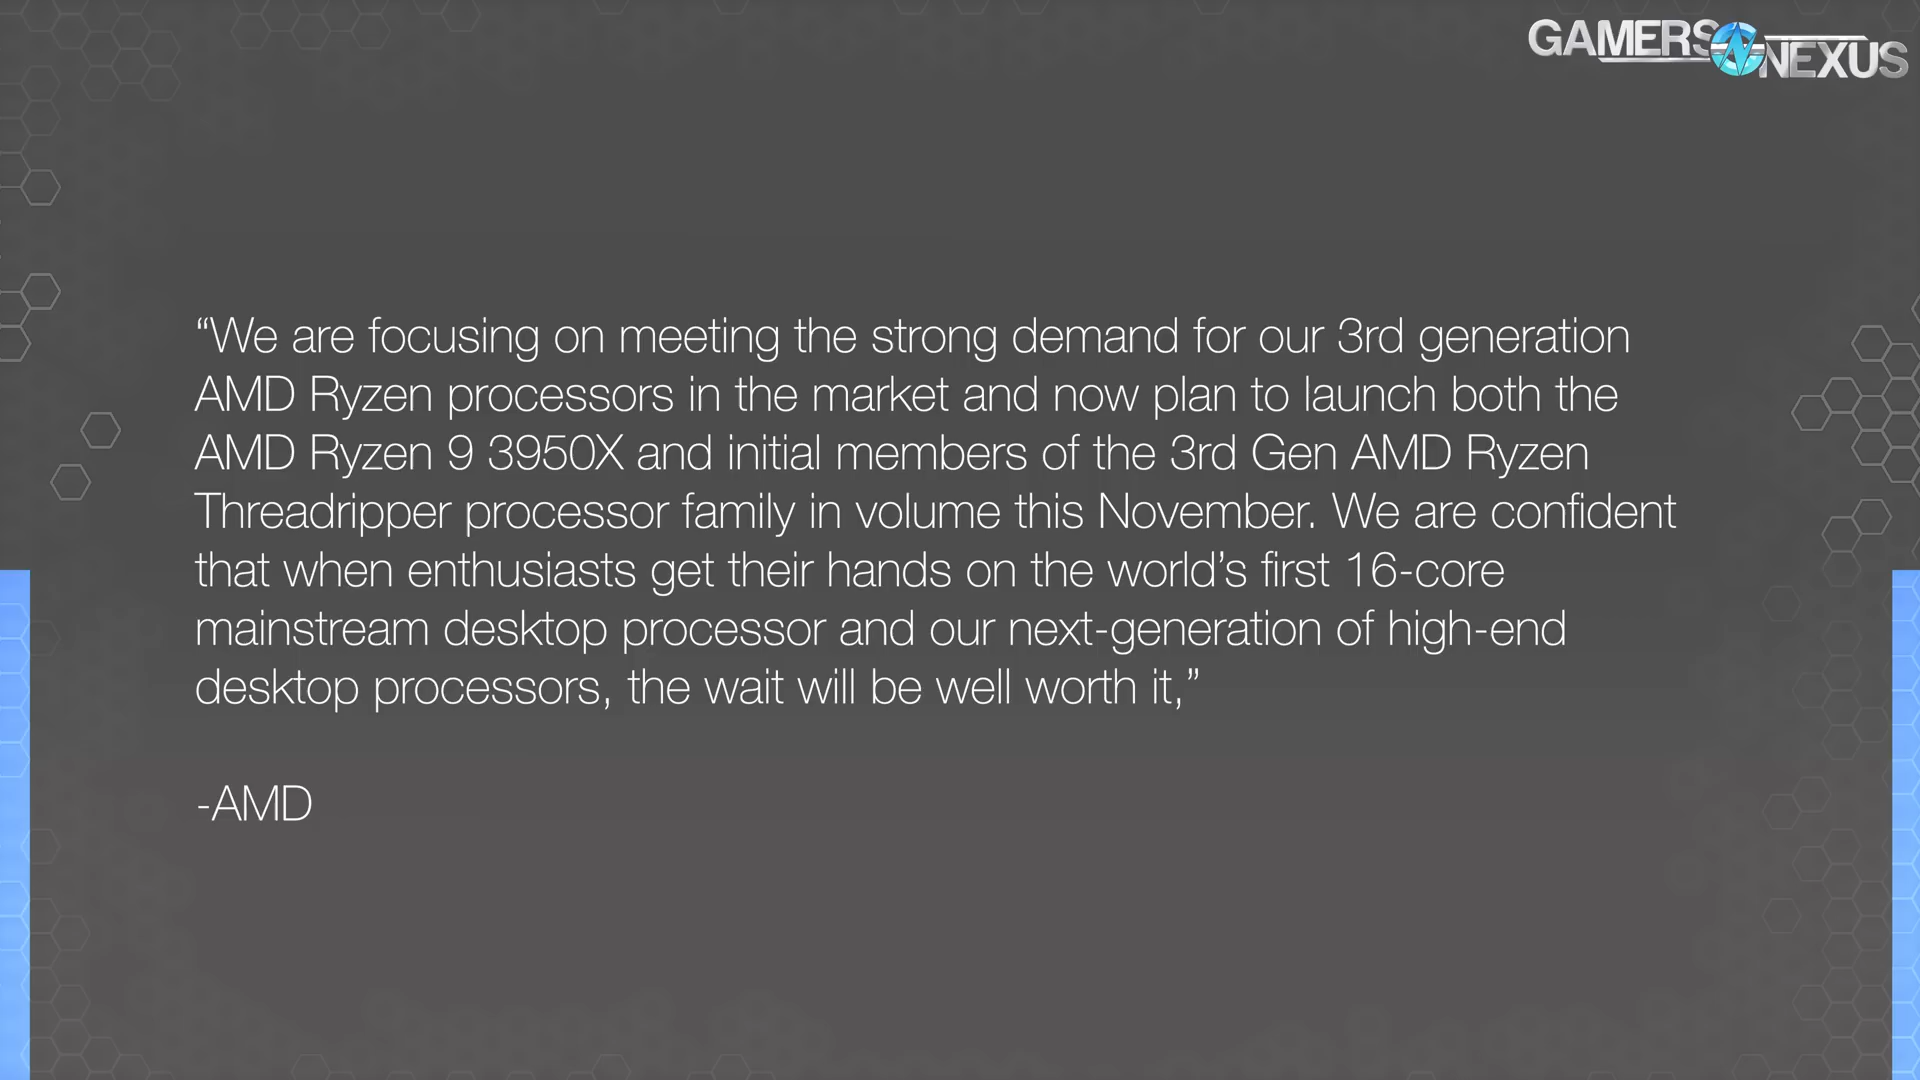 GAMERS NEXUS
“We are focusing on meeting the strong demand for our 3rd generation
AMD Ryzen processors in the market and now plan to launch both the
AMD Ryzen 9 3950X and initial members of the 3rd Gen AMD Ryzen
Threadripper processor family in volume this November. We are confident
that when enthusiasts get their hands on the world’s first 16-core
mainstream desktop processor and our next-generation of high-end
desktop processors, the wait will be well worth it,”
-AMD